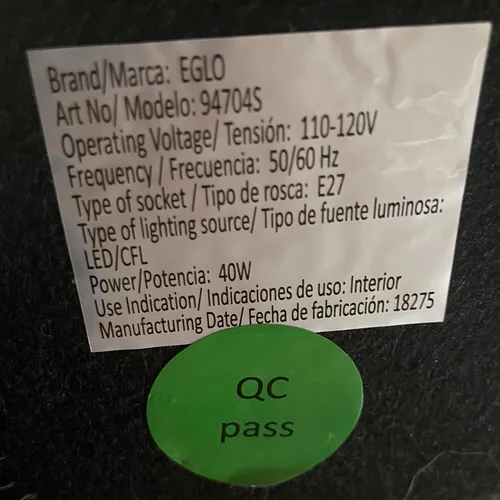 Brand/Marca: EGLO
Art No/ Modelo: 94704S
Operating Voltage/ Tensión: 110-120V
Frequency / Frecuencia: 50/60 Hz
Type of socket / Tipo de rosca: E27
Type of lighting source/ Tipo de fuente luminosa:
LED/CFL
Power/Potencia: 40W
Use Indication/ Indicaciones de uso: Interior
Manufacturing Date/ Fecha de fabricación: 18275
QC
pass